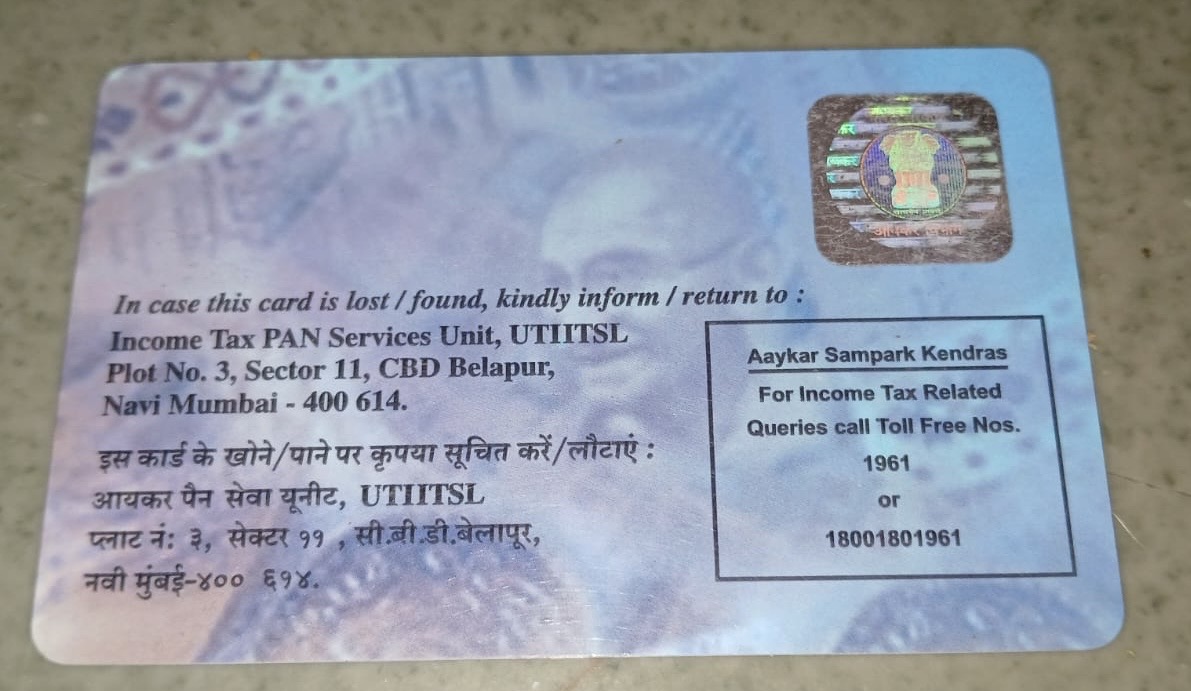 In case this card is lost / found, kindly inform / return to :
Income Tax PAN Services Unit, UTIITSL
Plot No. 3, Sector 11, CBD Belapur,
Navi Mumbai - 400 614.
इस कार्ड के खोने/पाने पर कृपया सूचित करें/लौटाएं :
आयकर पैन सेवा यूनीट, UTIITSL
प्लाट नं: ३, सेक्टर ११ , सी.बी.डी.बेलापूर,
नवी मुंबई-४०० ६१४.
Aaykar Sampark Kendras
For Income Tax Related
Queries call Toll Free Nos.
1961
or
18001801961
आयकर विभाग